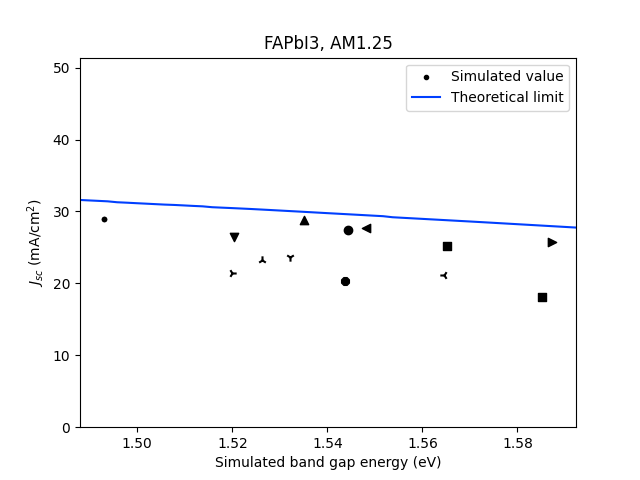 FAPbI3, AM1.25
Simulated value
Theoretical limit
50
40
30
20
10
0
J_sc (mA/cm²)
1.50 1.52 1.54 1.56 1.58
Simulated band gap energy (eV)